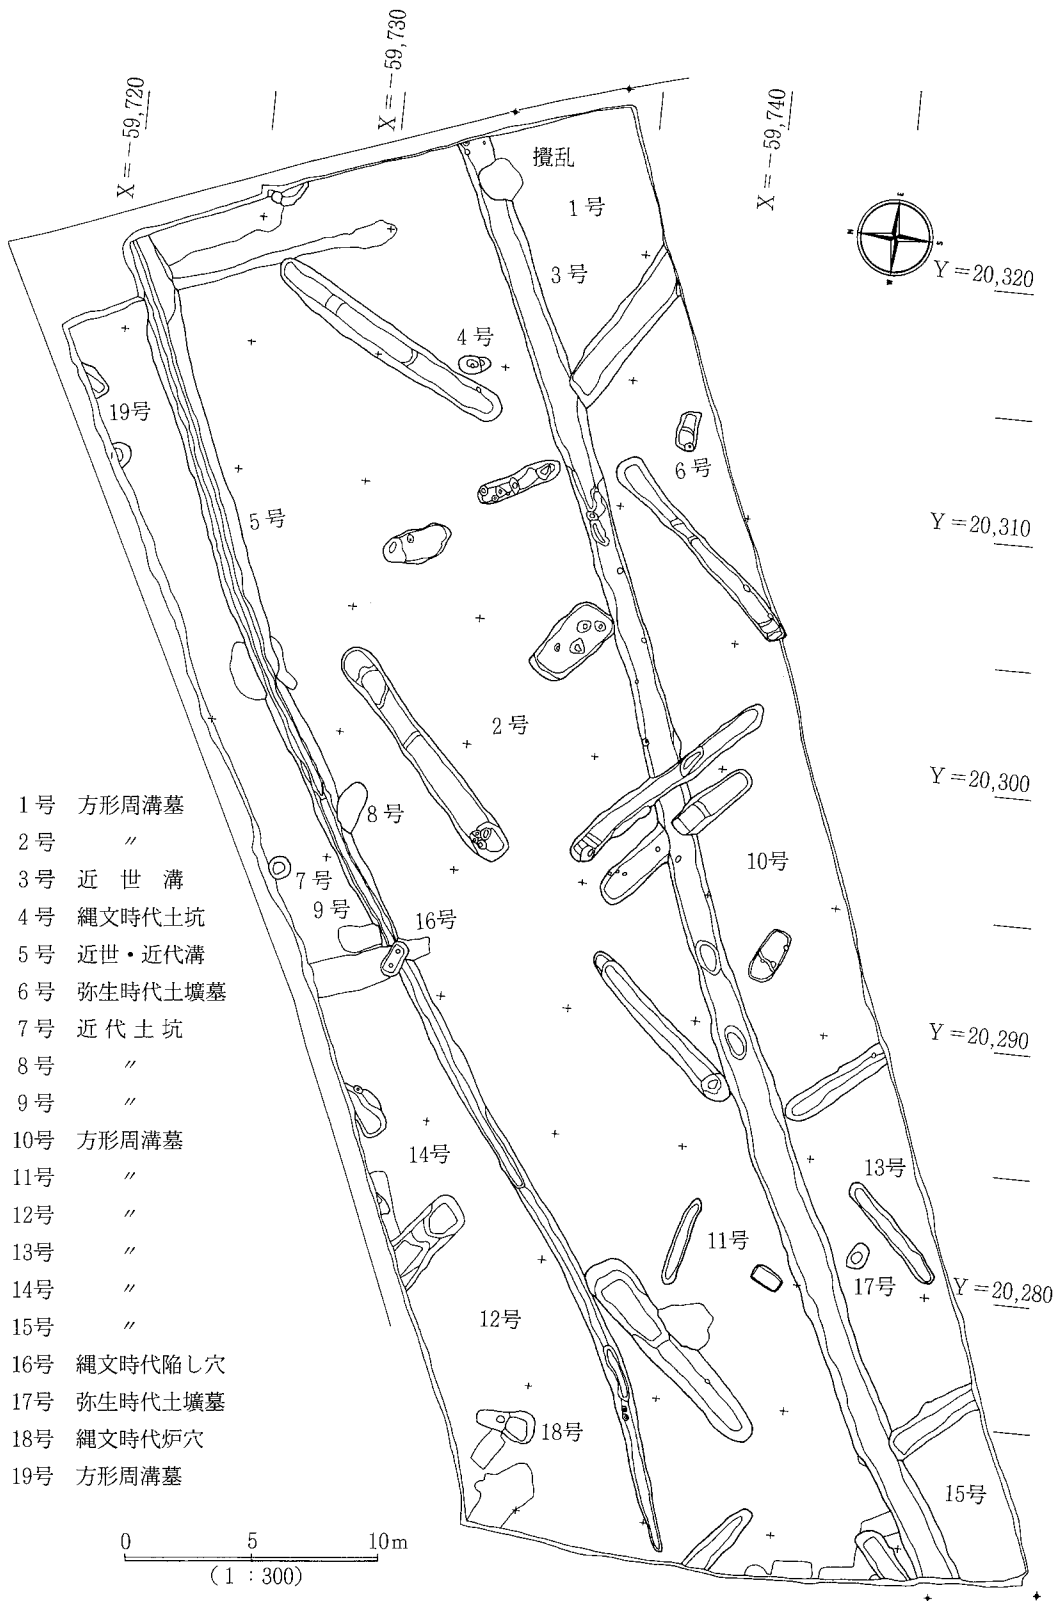 X＝−59,720
X＝−59,730
X＝−59,740
攪乱
1号
3号
E
N
S
W
Y＝20,320
4号
19号
6号
5号
Y＝20,310
2号
Y＝20,300
8号
7号
9号
16号
10号
Y＝20,290
14号
13号
11号
17号
Y＝20,280
12号
18号
15号
1号 方形周溝墓
2号 〃
3号 近世溝
4号 縄文時代土坑
5号 近世・近代溝
6号 弥生時代土壙墓
7号 近代土坑
8号 〃
9号 〃
10号 方形周溝墓
11号 〃
12号 〃
13号 〃
14号 〃
15号 〃
16号 縄文時代陥し穴
17号 弥生時代土壙墓
18号 縄文時代炉穴
19号 方形周溝墓
0 5 10m
(1：300)